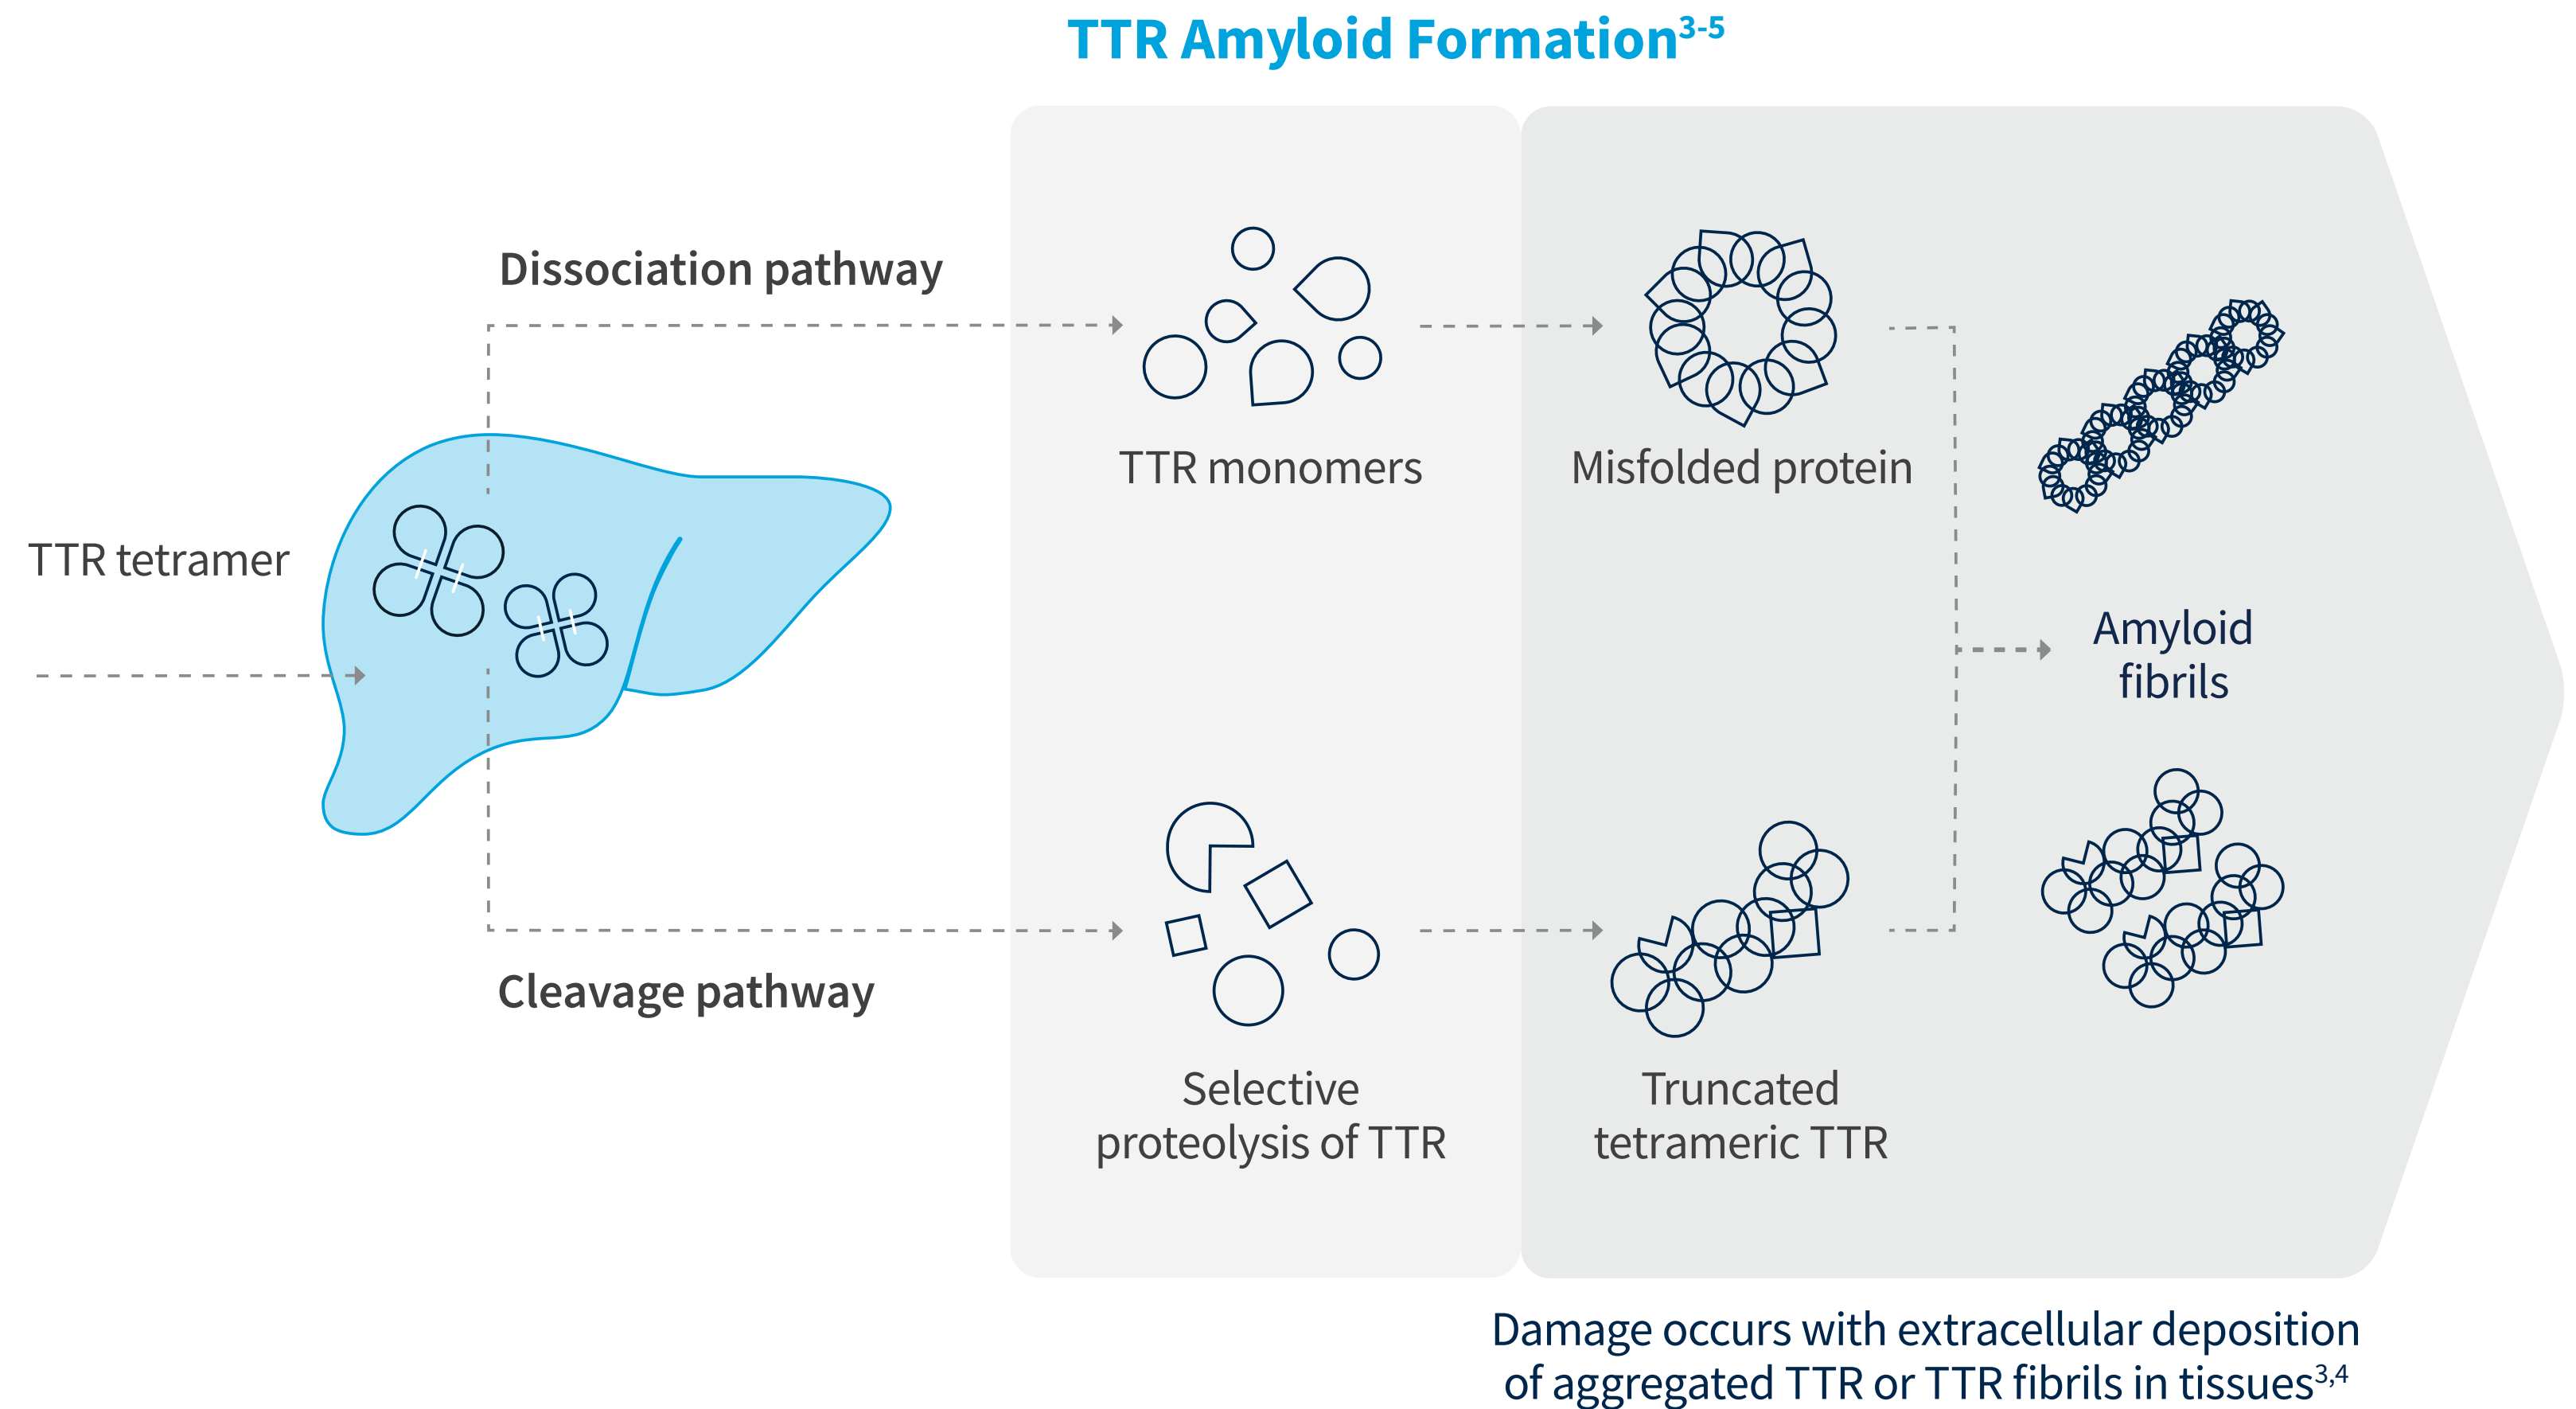 TTR Amyloid Formation3-5
Dissociation pathway
TTR monomers
Misfolded protein
TTR tetramer
Amyloid
fibrils
Cleavage pathway
Selective
proteolysis of TTR
Truncated
tetrameric TTR
Damage occurs with extracellular deposition
of aggregated TTR or TTR fibrils in tissues3,4